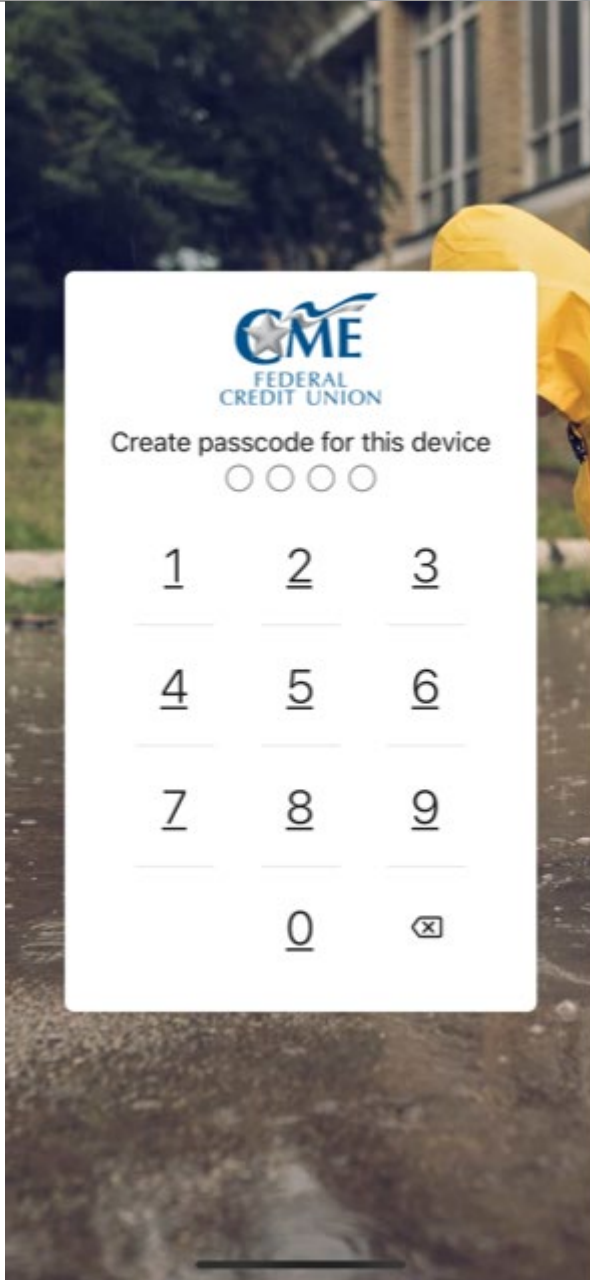 CME
FEDERAL
CREDIT UNION
Create passcode for this device
1 2 3
4 5 6
7 8 9
0